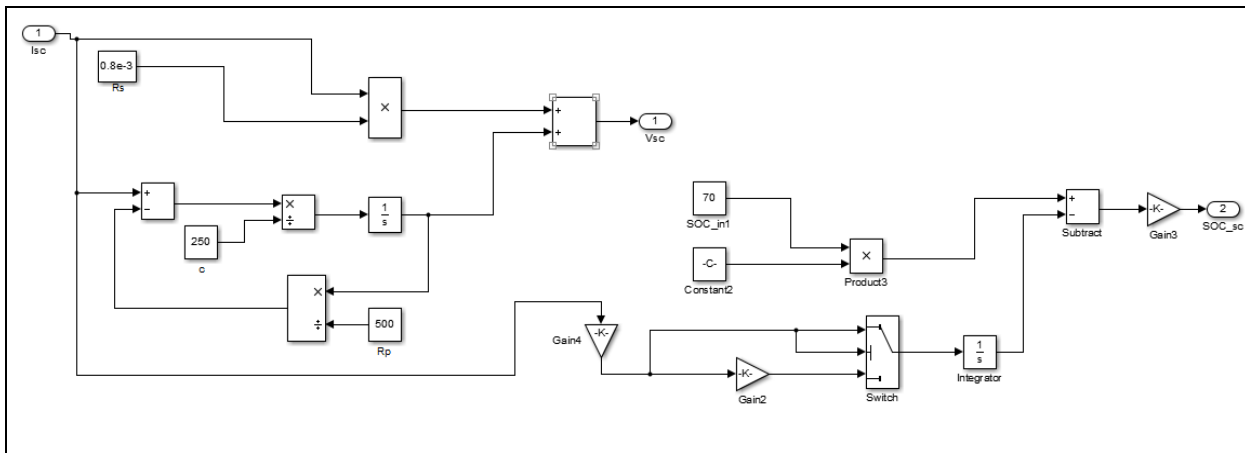 1
Isc
0.8e-3
Rs
×
+
+
1
Vsc
+
−
×
÷
1
s
250
c
×
÷
500
Rp
70
SOC_in1
-C-
Constant2
×
Product3
+
−
Subtract
-K-
Gain3
2
SOC_sc
-K-
Gain4
-K-
Gain2
Switch
1
s
Integrator